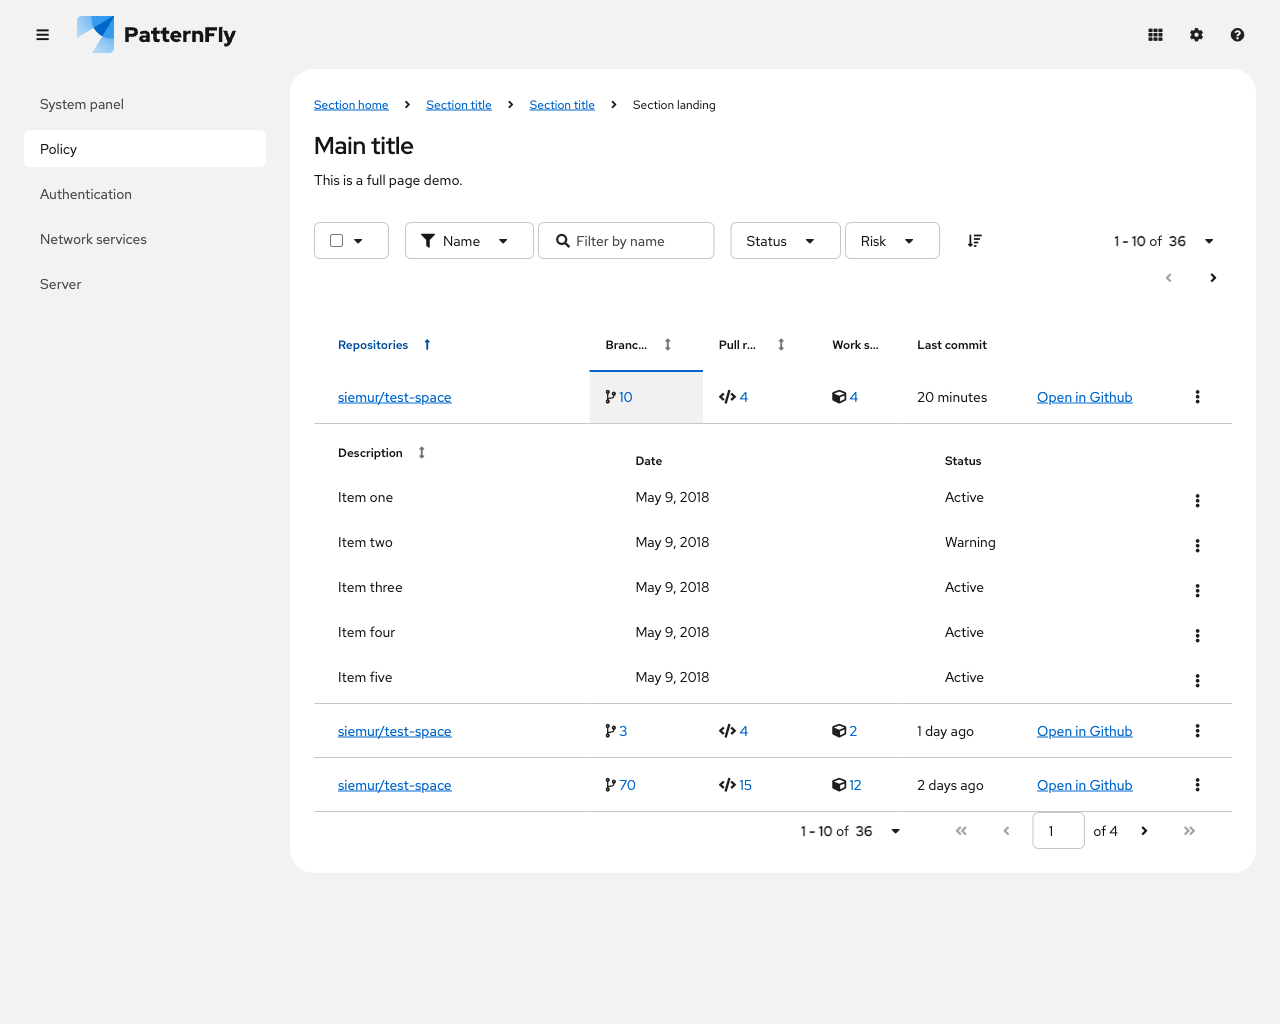 PatternFly
System panel
Policy
Authentication
Network services
Server
Section home Section title Section title Section landing
Main title
This is a full page demo.
Name Filter by name Status Risk 1 - 10 of 36
Repositories Branc... Pull r... Work s... Last commit
siemur/test-space 10 4 4 20 minutes Open in Github
Description Date Status
Item one May 9, 2018 Active
Item two May 9, 2018 Warning
Item three May 9, 2018 Active
Item four May 9, 2018 Active
Item five May 9, 2018 Active
siemur/test-space 3 4 2 1 day ago Open in Github
siemur/test-space 70 15 12 2 days ago Open in Github
1 - 10 of 36 1 of 4